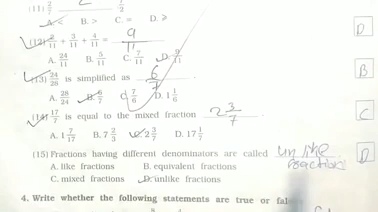 A. < B. > C. = D. ≥ D
(12) 2/11 + 3/11 + 4/11 = 9/11
A. 24/11 B. 5/11 C. 7/11 D. 9/11
(13) 24/28 is simplified as 6/7 B
A. 28/24 B. 6/7 C. 7/6 D. 1 1/6
(14) 17/7 is equal to the mixed fraction 2 3/7 C
A. 1 7/17 B. 7 2/3 C. 2 3/7 D. 17 1/7
(15) Fractions having different denominators are called unlike fraction D
A. like fractions B. equivalent fractions
C. mixed fractions D. unlike fractions
4. Write whether the following statements are true or false